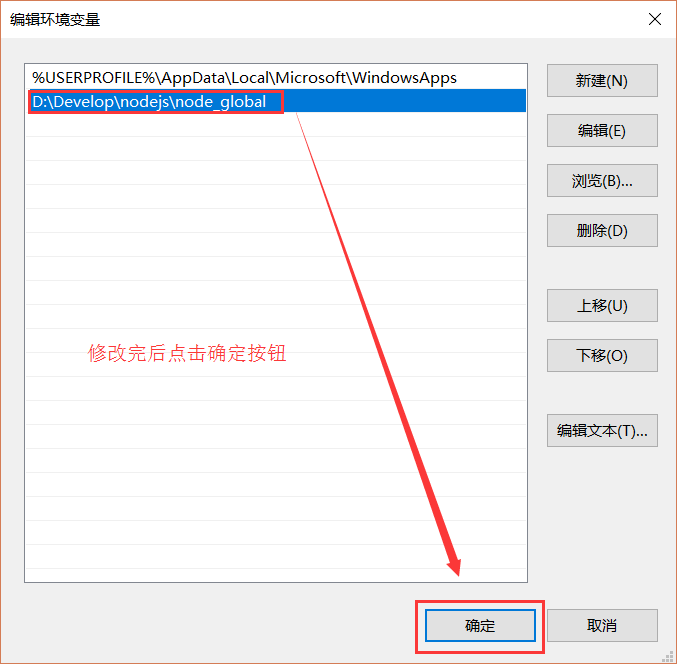 编辑环境变量
%USERPROFILE%\AppData\Local\Microsoft\WindowsApps
D:\Develop\nodejs\node_global
新建(N)
编辑(E)
浏览(B)...
删除(D)
上移(U)
下移(O)
修改完后点击确定按钮
编辑文本(T)...
确定
取消